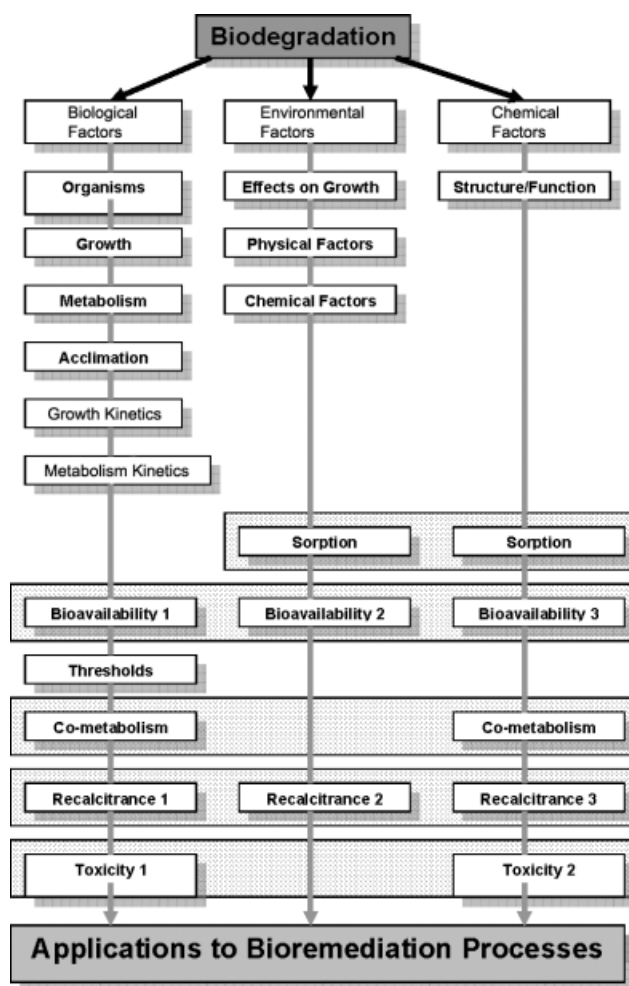 Biodegradation
Biological
Factors
Environmental
Factors
Chemical
Factors
Organisms
Effects on Growth
Structure/Function
Growth
Physical Factors
Metabolism
Chemical Factors
Acclimation
Growth Kinetics
Metabolism Kinetics
Sorption
Sorption
Bioavailability 1
Bioavailability 2
Bioavailability 3
Thresholds
Co-metabolism
Co-metabolism
Recalcitrance 1
Recalcitrance 2
Recalcitrance 3
Toxicity 1
Toxicity 2
Applications to Bioremediation Processes